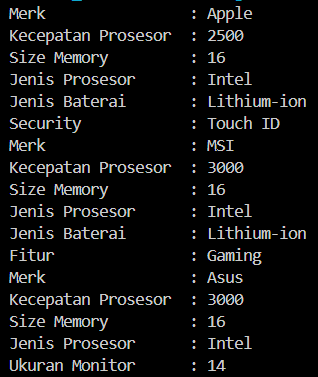 Merk : Apple
Kecepatan Prosesor : 2500
Size Memory : 16
Jenis Prosesor : Intel
Jenis Baterai : Lithium-ion
Security : Touch ID
Merk : MSI
Kecepatan Prosesor : 3000
Size Memory : 16
Jenis Prosesor : Intel
Jenis Baterai : Lithium-ion
Fitur : Gaming
Merk : Asus
Kecepatan Prosesor : 3000
Size Memory : 16
Jenis Prosesor : Intel
Ukuran Monitor : 14